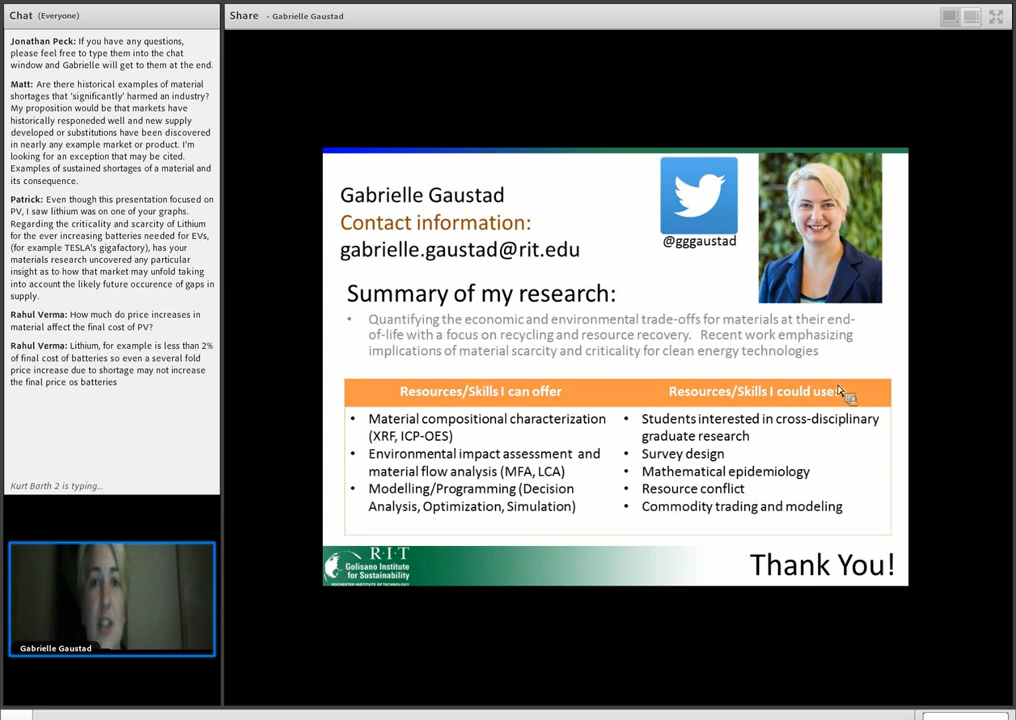 Chat (Everyone)
Jonathan Peck: If you have any questions,
please feel free to type them into the chat
window and Gabrielle will get to them at the end.
Matt: Are there historical examples of material
shortages that 'significantly' harmed an industry?
My proposition would be that markets have
historically responeded well and new supply
developed or substitutions have been discovered
in nearly any example market or product. I'm
looking for an exception that may be cited.
Examples of sustained shortages of a material and
its consequence.
Patrick: Even though this presentation focused on
PV, I saw lithium was on one of your graphs.
Regarding the criticality and scarcity of Lithium
for the ever increasing batteries needed for EVs,
(for example TESLA's gigafactory), has your
materials research uncovered any particular
insight as to how that market may unfold taking
into account the likely future occurence of gaps in
supply.
Rahul Verma: How much do price increases in
material affect the final cost of PV?
Rahul Verma: Lithium, for example is less than 2%
of final cost of batteries so even a several fold
price increase due to shortage may not increase
the final price os batteries
Kurt Barth 2 is typing...
Gabrielle Gaustad
Share - Gabrielle Gaustad
Gabrielle Gaustad
Contact information:
gabrielle.gaustad@rit.edu
@gggaustad
Summary of my research:
• Quantifying the economic and environmental trade-offs for materials at their end-
of-life with a focus on recycling and resource recovery. Recent work emphasizing
implications of material scarcity and criticality for clean energy technologies
Resources/Skills I can offer
• Material compositional characterization
(XRF, ICP-OES)
• Environmental impact assessment and
material flow analysis (MFA, LCA)
• Modelling/Programming (Decision
Analysis, Optimization, Simulation)
Resources/Skills I could use
• Students interested in cross-disciplinary
graduate research
• Survey design
• Mathematical epidemiology
• Resource conflict
• Commodity trading and modeling
R·I·T
Golisano Institute
for Sustainability
ROCHESTER INSTITUTE OF TECHNOLOGY
Thank You!